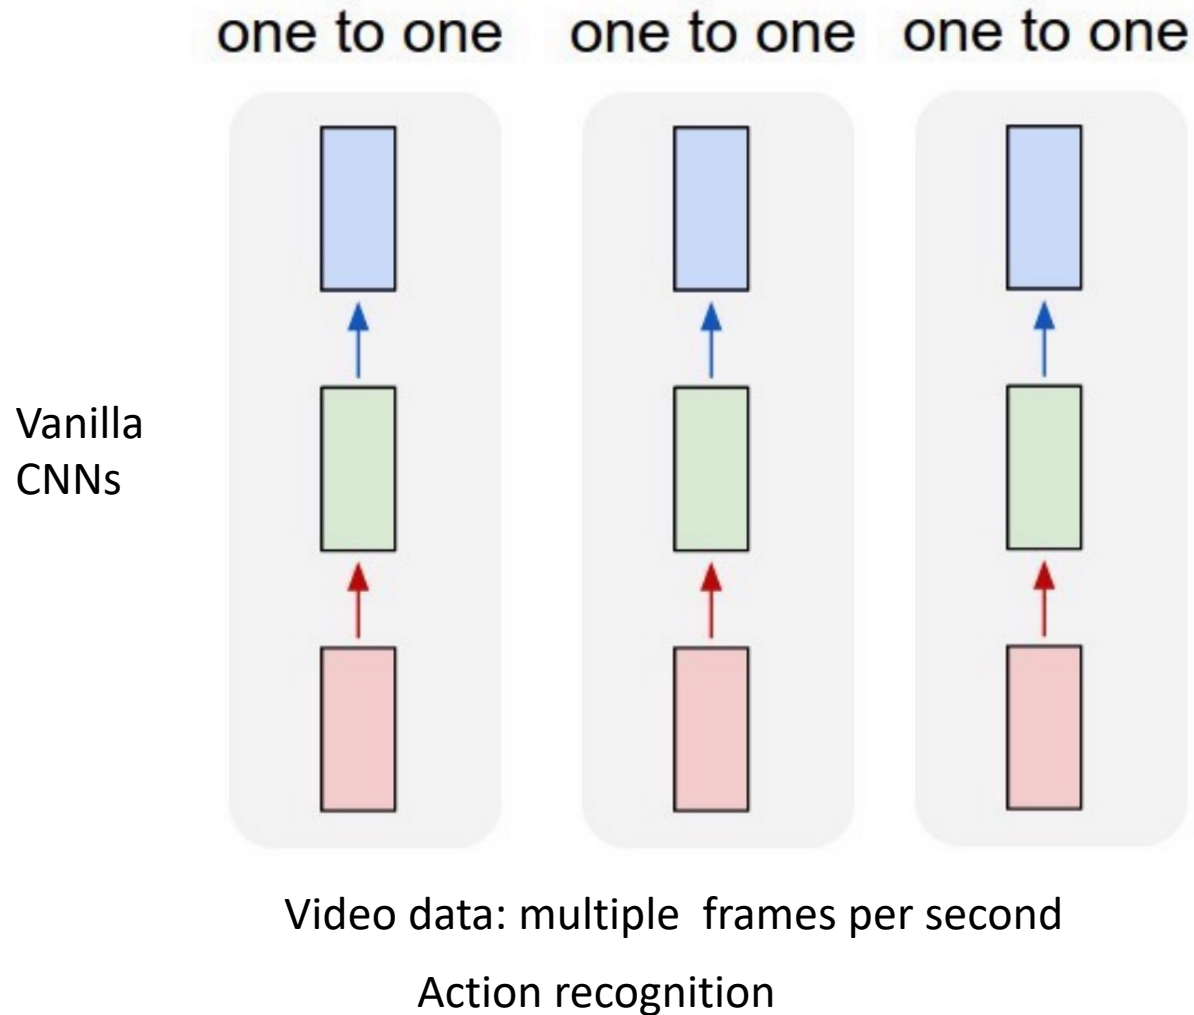 one to one one to one one to one
Vanilla
CNNs
Video data: multiple  frames per second
Action recognition